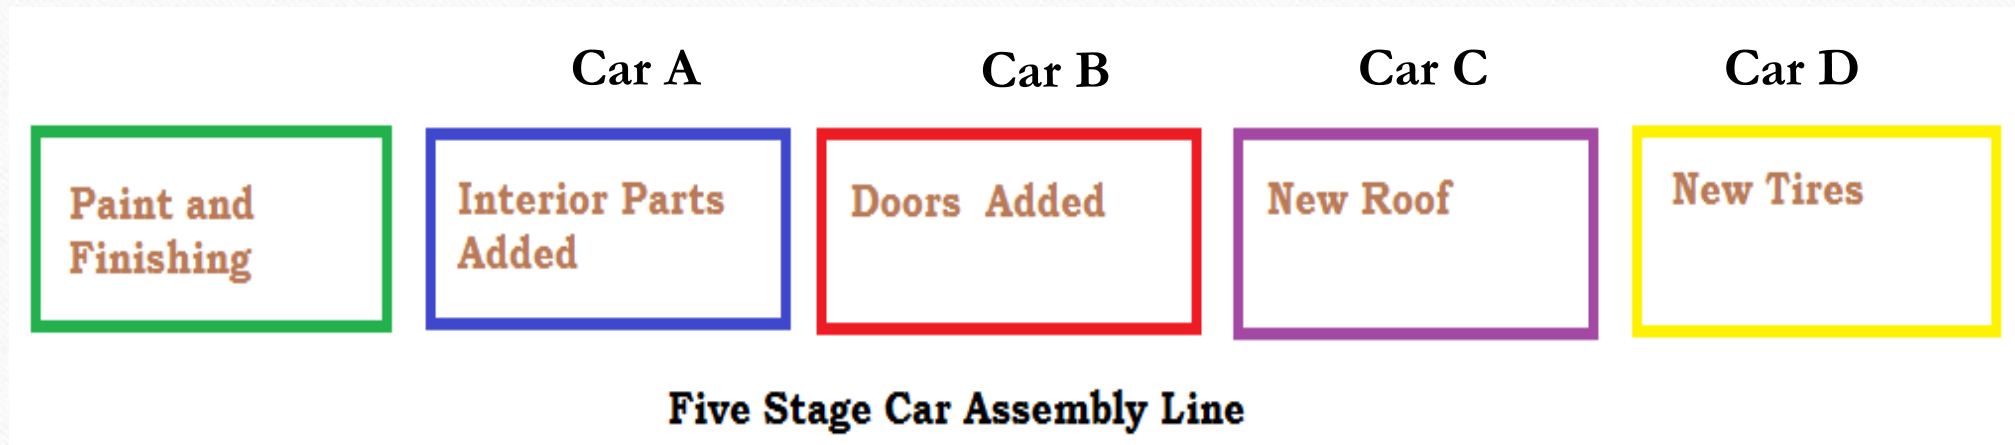 Car A Car B Car C Car D
Paint and
Finishing
Interior Parts
Added
Doors Added
New Roof
New Tires
Five Stage Car Assembly Line